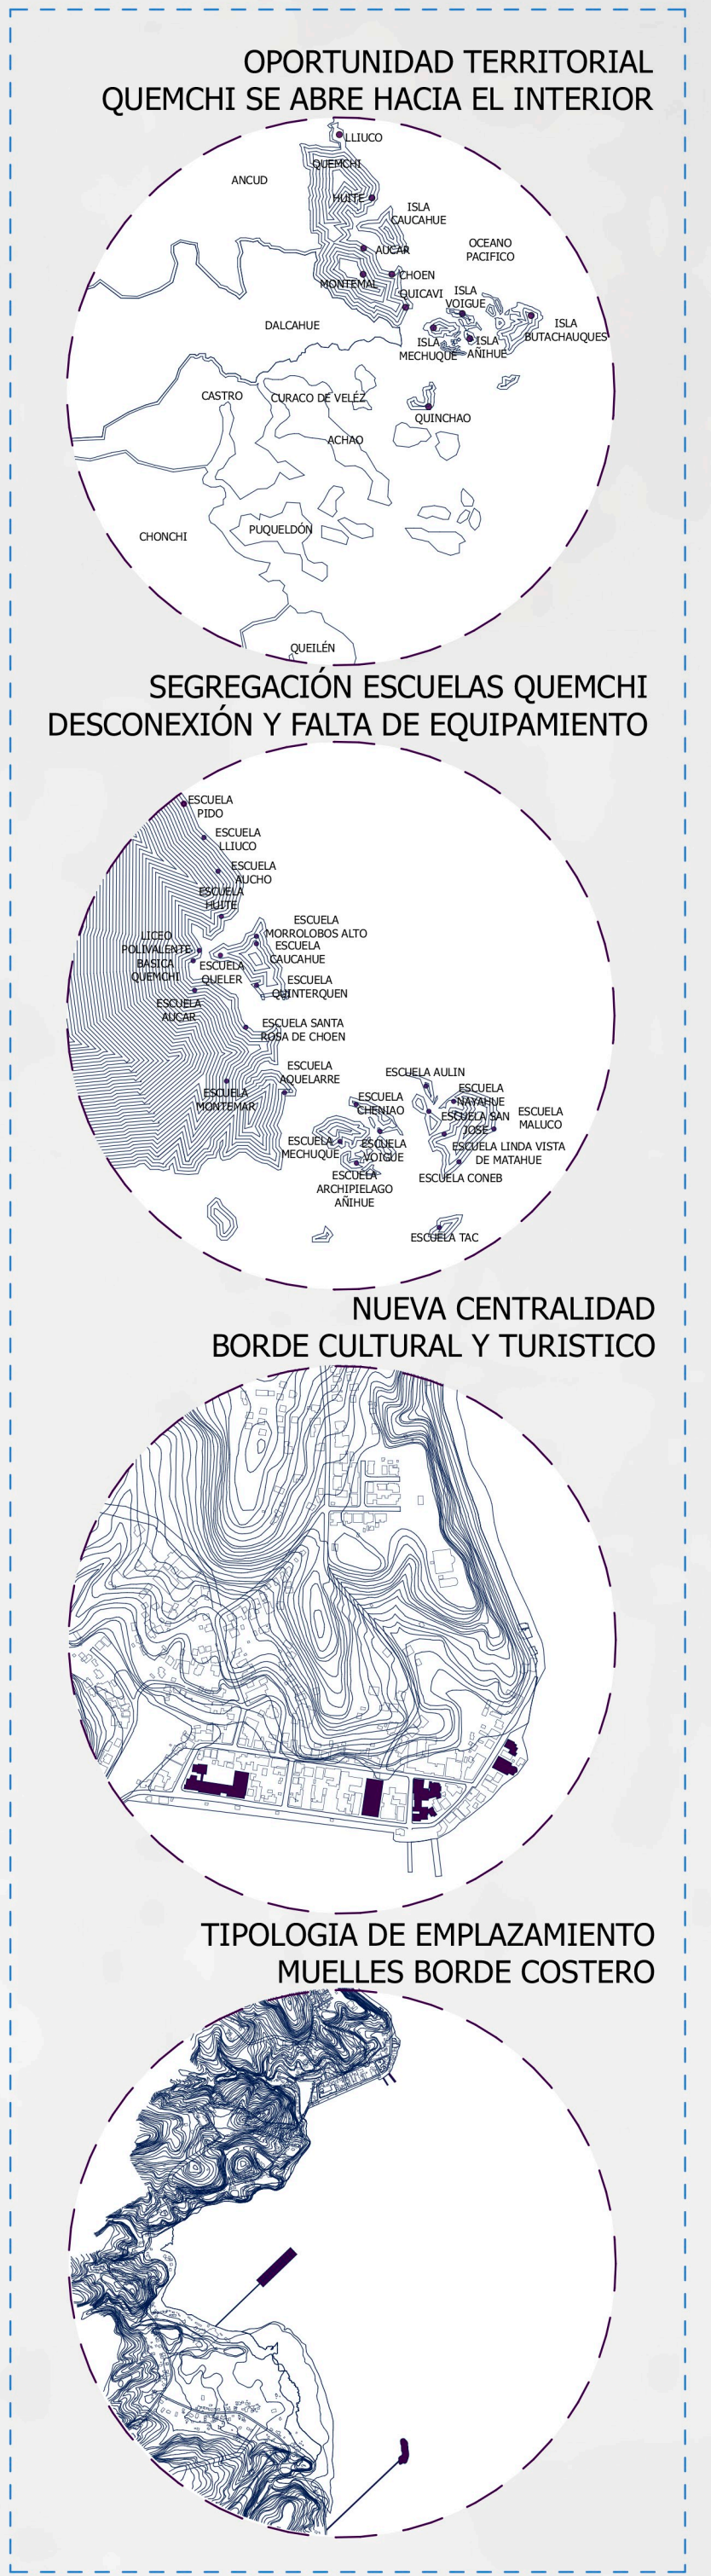 OPORTUNIDAD TERRITORIAL
QUEMCHI SE ABRE HACIA EL INTERIOR
LLIUCO
QUEMCHI
ANCUD
HUITE
ISLA
CAUCAHUE
AUCAR
OCEANO
PACIFICO
CHOEN
MONTEMAL
QUICAVI
ISLA
VOIGUE
DALCAHUE
ISLA
BUTACHAUQUES
ISLA
MECHUQUE
ISLA
AÑIHUE
CASTRO
CURACO DE VELÉZ
QUINCHAO
ACHAO
CHONCHI
PUQUELDÓN
QUEILÉN
SEGREGACIÓN ESCUELAS QUEMCHI
DESCONEXIÓN Y FALTA DE EQUIPAMIENTO
ESCUELA
PIDO
ESCUELA
LLIUCO
ESCUELA
AUCHO
ESCUELA
HUITE
ESCUELA
MORROLOBOS ALTO
LICEO
POLIVALENTE
BASICA
QUEMCHI
ESCUELA
CAUCAHUE
ESCUELA
QUELER
ESCUELA
QUINTERQUEN
ESCUELA
AUCAR
ESCUELA SANTA
ROSA DE CHOEN
ESCUELA
AQUELARRE
ESCUELA
MONTEMAR
ESCUELA AULIN
ESCUELA
CHENIAO
ESCUELA
NAYAHUE
ESCUELA SAN
JOSE
ESCUELA
MALUCO
ESCUELA
MECHUQUE
ESCUELA
VOIGUE
ESCUELA LINDA VISTA
DE MATAHUE
ESCUELA
ARCHIPIELAGO
AÑIHUE
ESCUELA CONEB
ESCUELA TAC
NUEVA CENTRALIDAD
BORDE CULTURAL Y TURISTICO
TIPOLOGIA DE EMPLAZAMIENTO
MUELLES BORDE COSTERO